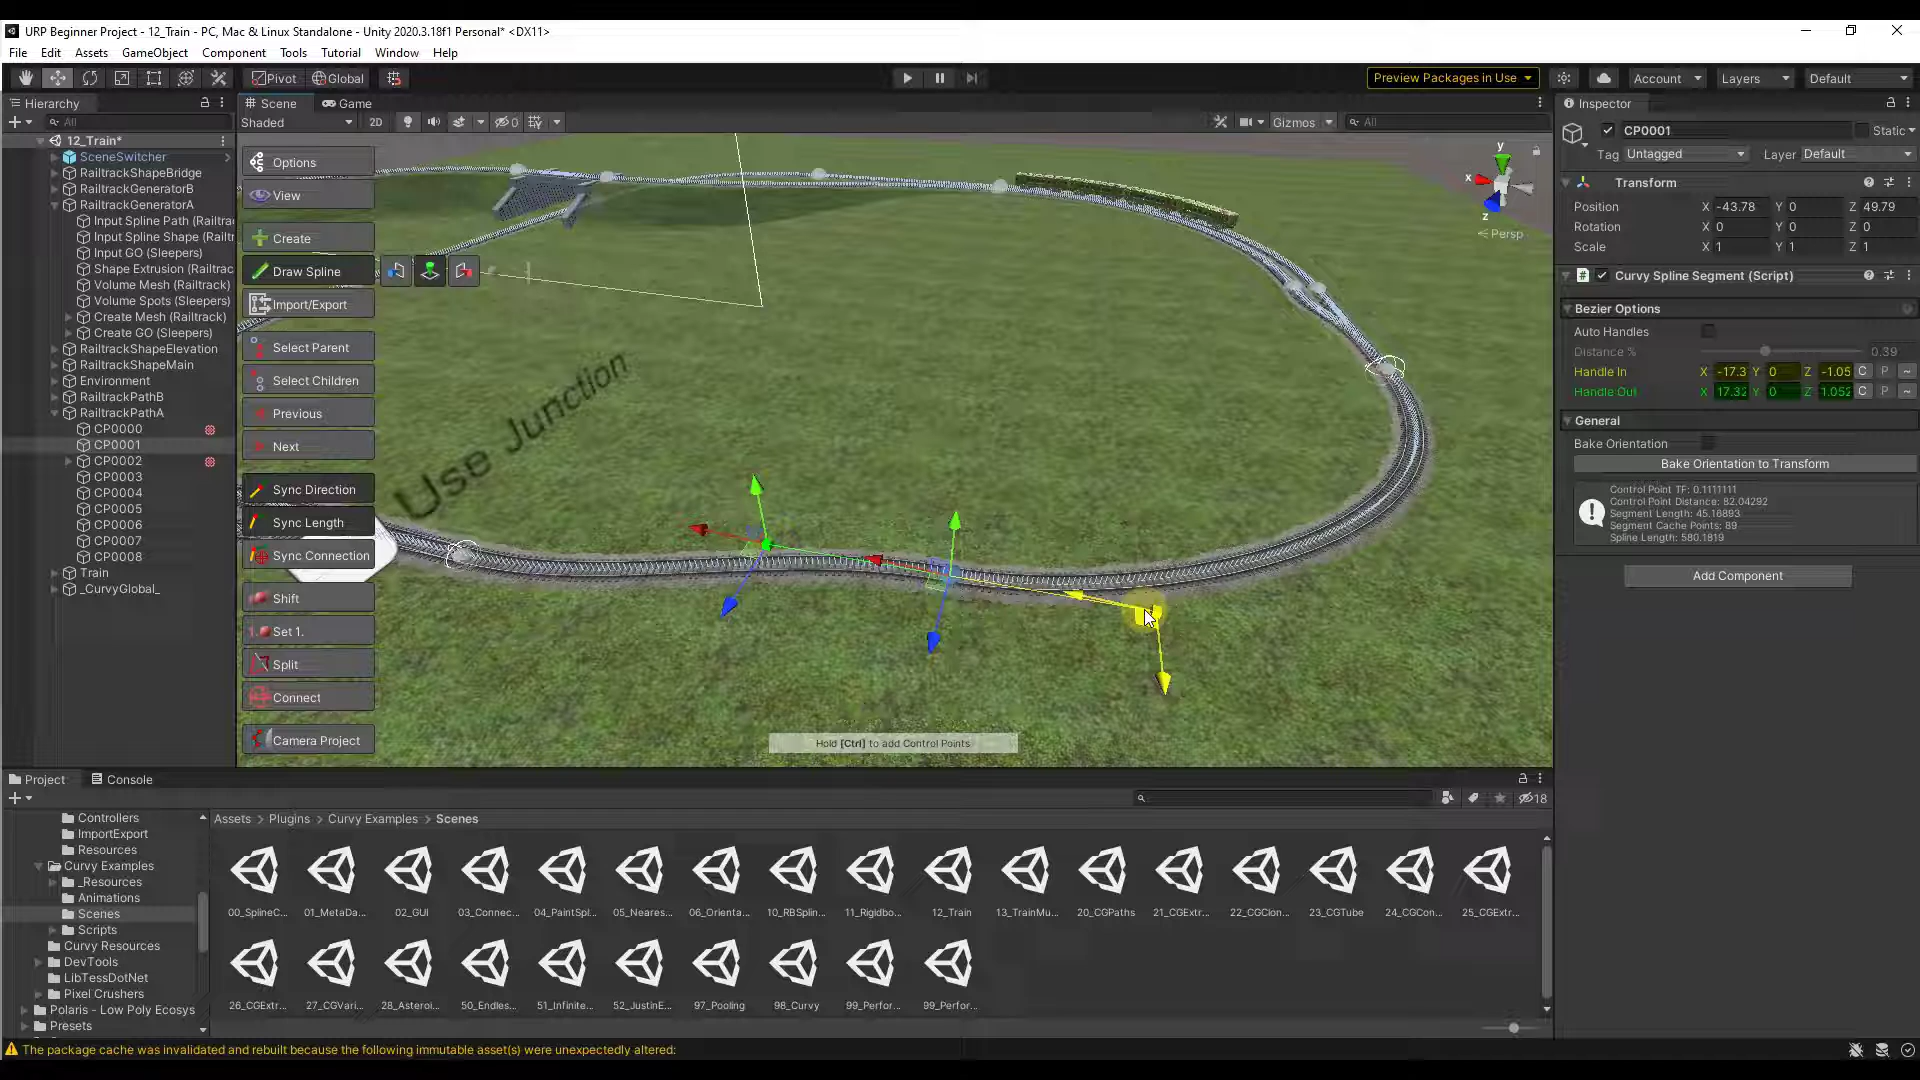 URP Beginner Project - 12_Train - PC, Mac & Linux Standalone - Unity 2020.3.18f1 Personal* <DX11>
File Edit Assets GameObject Component Tools Tutorial Window Help
Pivot Global Preview Packages in Use Account Layers Default
Hierarchy
All
12_Train*
SceneSwitcher
RailtrackShapeBridge
RailtrackGeneratorB
RailtrackGeneratorA
Input Spline Path (Railtra
Input Spline Shape (Railt
Input GO (Sleepers)
Shape Extrusion (Railtrac
Volume Mesh (Railtrack)
Volume Spots (Sleepers)
Create Mesh (Railtrack)
Create GO (Sleepers)
RailtrackShapeElevation
RailtrackShapeMain
Environment
RailtrackPathB
RailtrackPathA
CP0000
CP0001
CP0002
CP0003
CP0004
CP0005
CP0006
CP0007
CP0008
Train
_CurvyGlobal_
Scene Game
Shaded 2D 0 Gizmos All
Options
View
Create
Draw Spline
Import/Export
Select Parent
Select Children
Previous
Next
Sync Direction
Sync Length
Sync Connection
Shift
1. Set 1.
Split
Connect
Camera Project
Use Junction
y
x
z
Persp
Hold [Ctrl] to add Control Points
Inspector
CP0001 Static
Tag Untagged Layer Default
Transform
Position X -43.78 Y 0 Z 49.79
Rotation X 0 Y 0 Z 0
Scale X 1 Y 1 Z 1
# Curvy Spline Segment (Script)
Bezier Options
Auto Handles
Distance % 0.39
Handle In X -17.3 Y 0 Z -1.05 C P ~
Handle Out X 17.32 Y 0 Z 1.052 C P ~
General
Bake Orientation
Bake Orientation to Transform
Control Point TF: 0.1111111
Control Point Distance: 82.04292
Segment Length: 45.18893
Segment Cache Points: 89
Spline Length: 580.1819
Add Component
Project Console
18
Controllers
ImportExport
Resources
Curvy Examples
_Resources
Animations
Scenes
Scripts
Curvy Resources
DevTools
LibTessDotNet
Pixel Crushers
Polaris - Low Poly Ecosys
Presets
Assets > Plugins > Curvy Examples > Scenes
00_SplineC... 01_MetaDa... 02_GUI 03_Connec... 04_PaintSpl... 05_Neares... 06_Orienta... 10_RBSplin... 11_Rigidbo... 12_Train 13_TrainMu... 20_CGPaths 21_CGExtr... 22_CGClon... 23_CGTube 24_CGCon... 25_CGExtr...
26_CGExtr... 27_CGVari... 28_Asteroi... 50_Endles... 51_Infinite... 52_JustinE... 97_Pooling 98_Curvy 99_Perfor... 99_Perfor...
The package cache was invalidated and rebuilt because the following immutable asset(s) were unexpectedly altered: